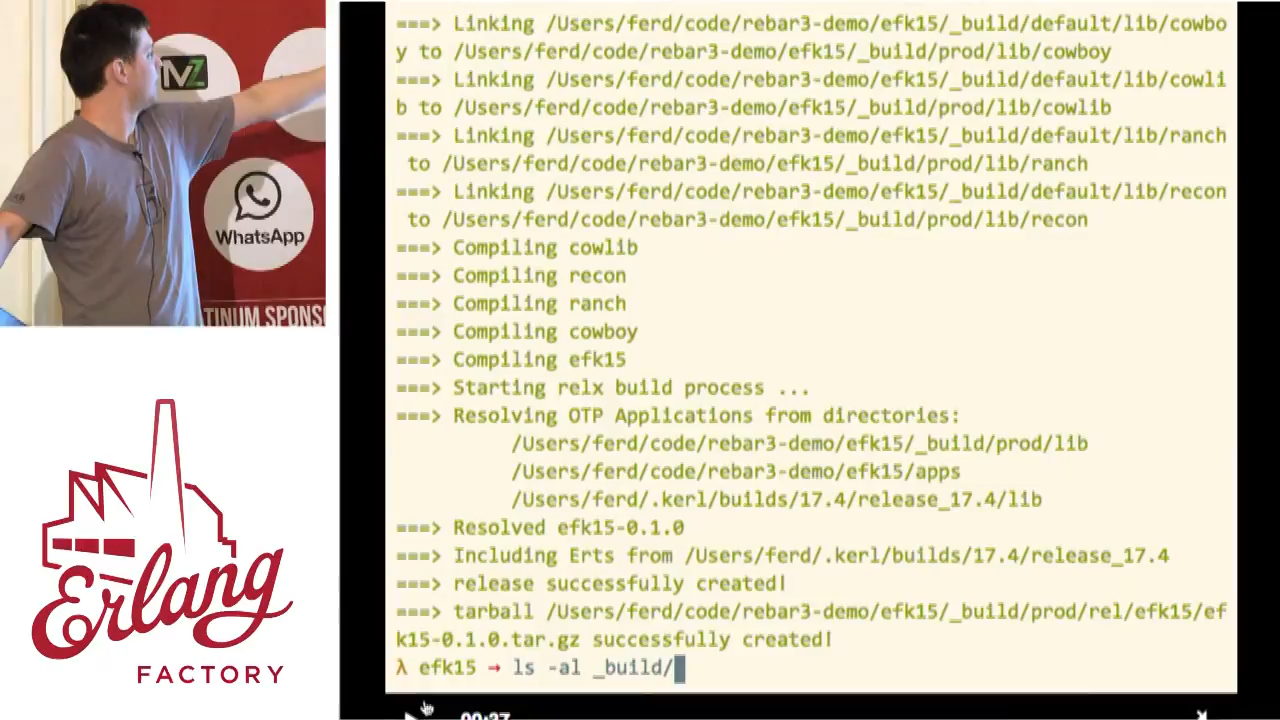 ===> Linking /Users/ferd/code/rebar3-demo/efk15/_build/default/lib/cowbo
y to /Users/ferd/code/rebar3-demo/efk15/_build/prod/lib/cowboy
===> Linking /Users/ferd/code/rebar3-demo/efk15/_build/default/lib/cowli
b to /Users/ferd/code/rebar3-demo/efk15/_build/prod/lib/cowlib
===> Linking /Users/ferd/code/rebar3-demo/efk15/_build/default/lib/ranch
 to /Users/ferd/code/rebar3-demo/efk15/_build/prod/lib/ranch
===> Linking /Users/ferd/code/rebar3-demo/efk15/_build/default/lib/recon
 to /Users/ferd/code/rebar3-demo/efk15/_build/prod/lib/recon
===> Compiling cowlib
===> Compiling recon
===> Compiling ranch
===> Compiling cowboy
===> Compiling efk15
===> Starting relx build process ...
===> Resolving OTP Applications from directories:
/Users/ferd/code/rebar3-demo/efk15/_build/prod/lib
/Users/ferd/code/rebar3-demo/efk15/apps
/Users/ferd/.kerl/builds/17.4/release_17.4/lib
===> Resolved efk15-0.1.0
===> Including Erts from /Users/ferd/.kerl/builds/17.4/release_17.4
===> release successfully created!
===> tarball /Users/ferd/code/rebar3-demo/efk15/_build/prod/rel/efk15/ef
k15-0.1.0.tar.gz successfully created!
λ efk15 → ls -al _build/
WhatsApp
TINUM SPONSO
Erlang
FACTORY